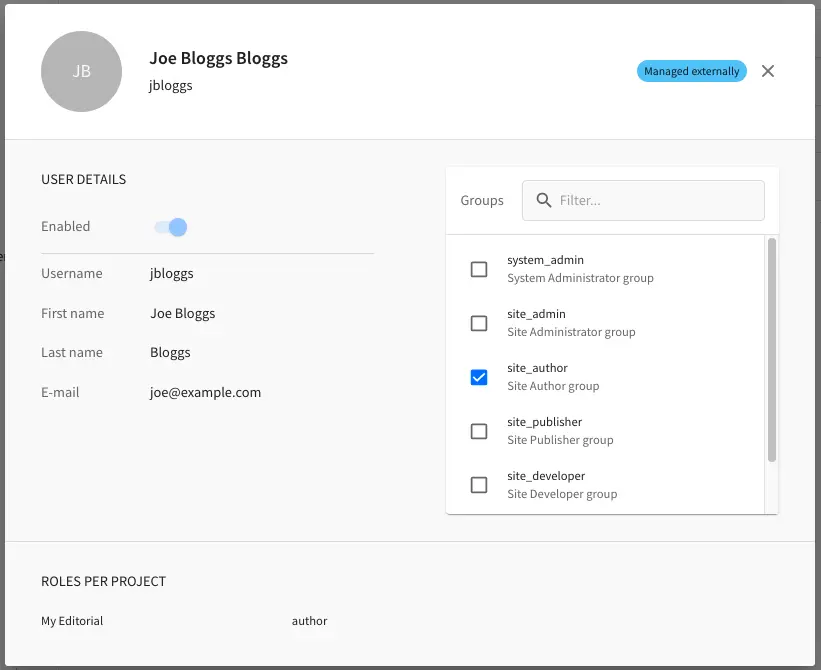 JB
Joe Bloggs Bloggs
jbloggs
Managed externally
USER DETAILS
Enabled
Username jbloggs
First name Joe Bloggs
Last name Bloggs
E-mail joe@example.com
Groups Filter...
system_admin
System Administrator group
site_admin
Site Administrator group
site_author
Site Author group
site_publisher
Site Publisher group
site_developer
Site Developer group
ROLES PER PROJECT
My Editorial author